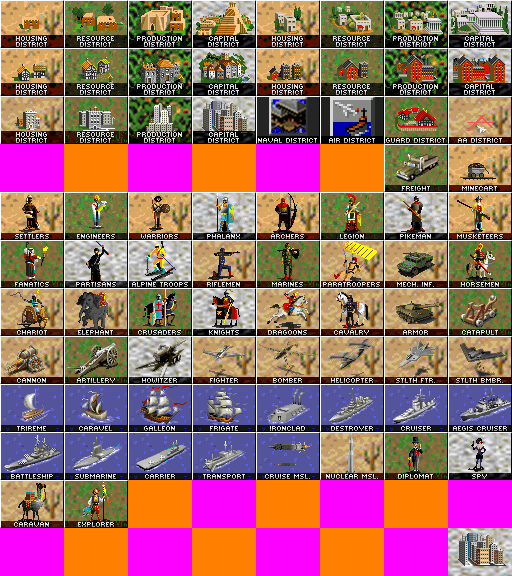 HOUSING DISTRICT
RESOURCE DISTRICT
PRODUCTION DISTRICT
CAPITAL DISTRICT
HOUSING DISTRICT
RESOURCE DISTRICT
PRODUCTION DISTRICT
CAPITAL DISTRICT
HOUSING DISTRICT
RESOURCE DISTRICT
PRODUCTION DISTRICT
CAPITAL DISTRICT
HOUSING DISTRICT
RESOURCE DISTRICT
PRODUCTION DISTRICT
CAPITAL DISTRICT
HOUSING DISTRICT
RESOURCE DISTRICT
PRODUCTION DISTRICT
CAPITAL DISTRICT
NAVAL DISTRICT
AIR DISTRICT
GUARD DISTRICT
AA DISTRICT
FREIGHT
MINECART
SETTLERS
ENGINEERS
WARRIORS
PHALANX
ARCHERS
LEGION
PIKEMAN
MUSKETEERS
FANATICS
PARTISANS
ALPINE TROOPS
RIFLEMEN
MARINES
PARATROOPERS
MECH. INF.
HORSEMEN
CHARIOT
ELEPHANT
CRUSADERS
KNIGHTS
DRAGOONS
CAVALRY
ARMOR
CATAPULT
CANNON
ARTILLERY
HOWITZER
FIGHTER
BOMBER
HELICOPTER
STLTH FTR.
STLTH BMBR.
TRIREME
CARAVEL
GALLEON
FRIGATE
IRONCLAD
DESTROYER
CRUISER
AEGIS CRUISER
BATTLESHIP
SUBMARINE
CARRIER
TRANSPORT
CRUISE MSL.
NUCLEAR MSL.
DIPLOMAT
SPY
CARAVAN
EXPLORER